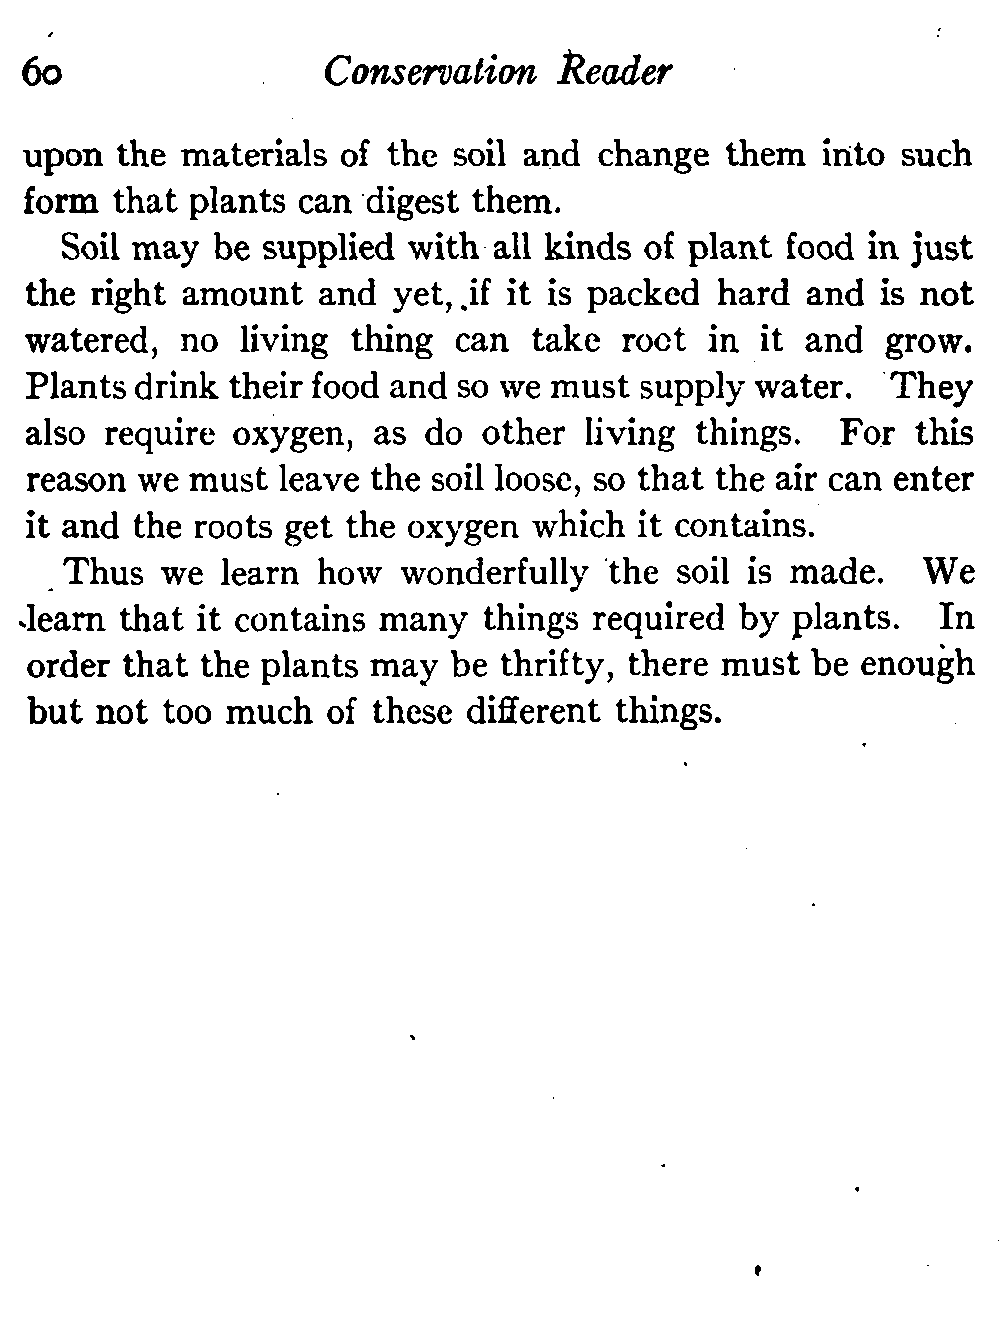 60 Conservation Reader
upon the materials of the soil and change them into such
form that plants can digest them.
Soil may be supplied with all kinds of plant food in just
the right amount and yet, if it is packed hard and is not
watered, no living thing can take root in it and grow.
Plants drink their food and so we must supply water. They
also require oxygen, as do other living things. For this
reason we must leave the soil loose, so that the air can enter
it and the roots get the oxygen which it contains.
Thus we learn how wonderfully the soil is made. We
learn that it contains many things required by plants. In
order that the plants may be thrifty, there must be enough
but not too much of these different things.